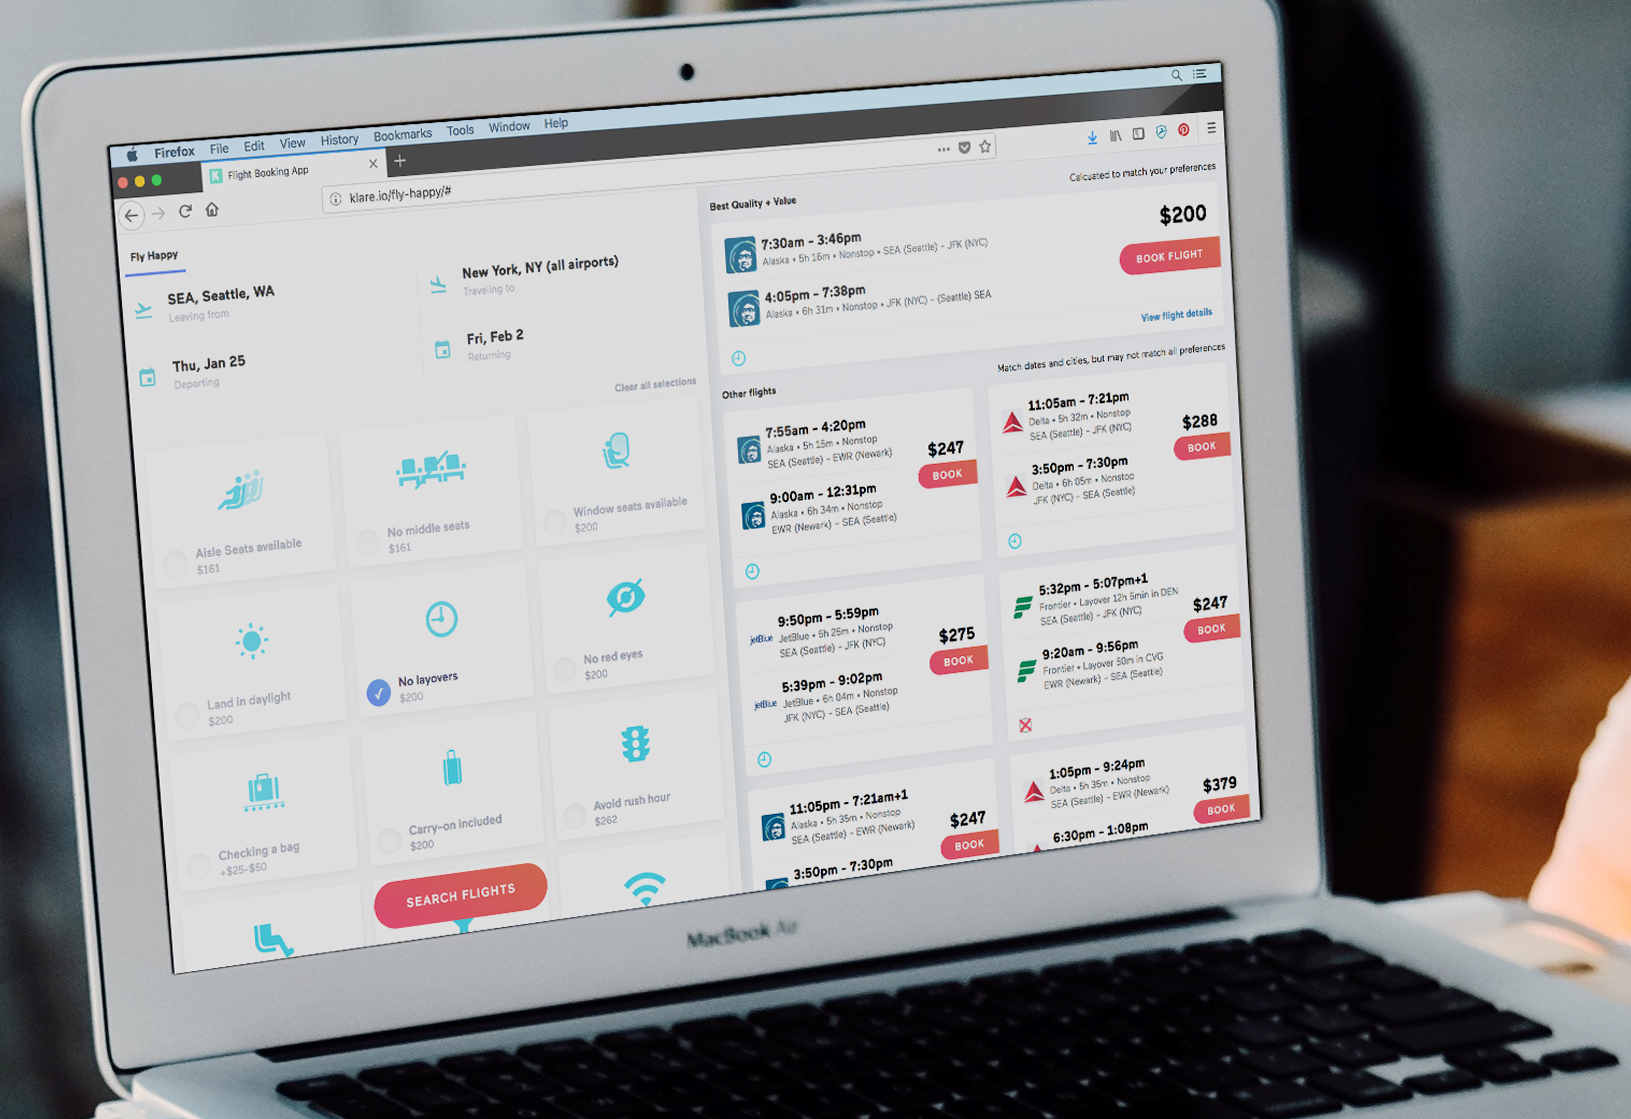 Firefox File Edit View History Bookmarks Tools Window Help
Flight Booking App
klare.io/fly-happy/#
Fly Happy
SEA, Seattle, WA
Leaving from
New York, NY (all airports)
Traveling to
Thu, Jan 25
Departing
Fri, Feb 2
Returning
Clear all selections
Aisle Seats available
$161
No middle seats
$161
Window seats available
$200
Land in daylight
$200
No layovers
$200
No red eyes
$200
Checking a bag
+$25-$50
Carry-on included
$200
Avoid rush hour
$262
SEARCH FLIGHTS
Best Quality + Value
Calcuated to match your preferences
7:30am - 3:46pm
Alaska • 5h 16m • Nonstop • SEA (Seattle) - JFK (NYC)
4:05pm - 7:38pm
Alaska • 6h 31m • Nonstop • JFK (NYC) - (Seattle) SEA
$200
BOOK FLIGHT
View flight details
Other flights
Match dates and cities, but may not match all preferences
7:55am - 4:20pm
Alaska • 5h 15m • Nonstop
SEA (Seattle) - EWR (Newark)
9:00am - 12:31pm
Alaska • 6h 34m • Nonstop
EWR (Newark) - SEA (Seattle)
$247
BOOK
11:05am - 7:21pm
Delta • 5h 32m • Nonstop
SEA (Seattle) - JFK (NYC)
3:50pm - 7:30pm
Delta • 6h 05m • Nonstop
JFK (NYC) - SEA (Seattle)
$288
BOOK
jetBlue
9:50pm - 5:59pm
JetBlue • 5h 25m • Nonstop
SEA (Seattle) - JFK (NYC)
jetBlue
5:39pm - 9:02pm
JetBlue • 6h 04m • Nonstop
JFK (NYC) - SEA (Seattle)
$275
BOOK
5:32pm - 5:07pm+1
Frontier • Layover 12h 5min in DEN
SEA (Seattle) - JFK (NYC)
9:20am - 9:56pm
Frontier • Layover 50m in CVG
EWR (Newark) - SEA (Seattle)
$247
BOOK
11:05pm - 7:21am+1
Alaska • 5h 35m • Nonstop
SEA (Seattle) - EWR (Newark)
3:50pm - 7:30pm
$247
BOOK
1:05pm - 9:24pm
Delta • 5h 35m • Nonstop
SEA (Seattle) - EWR (Newark)
6:30pm - 1:08pm
$379
BOOK
MacBook Air